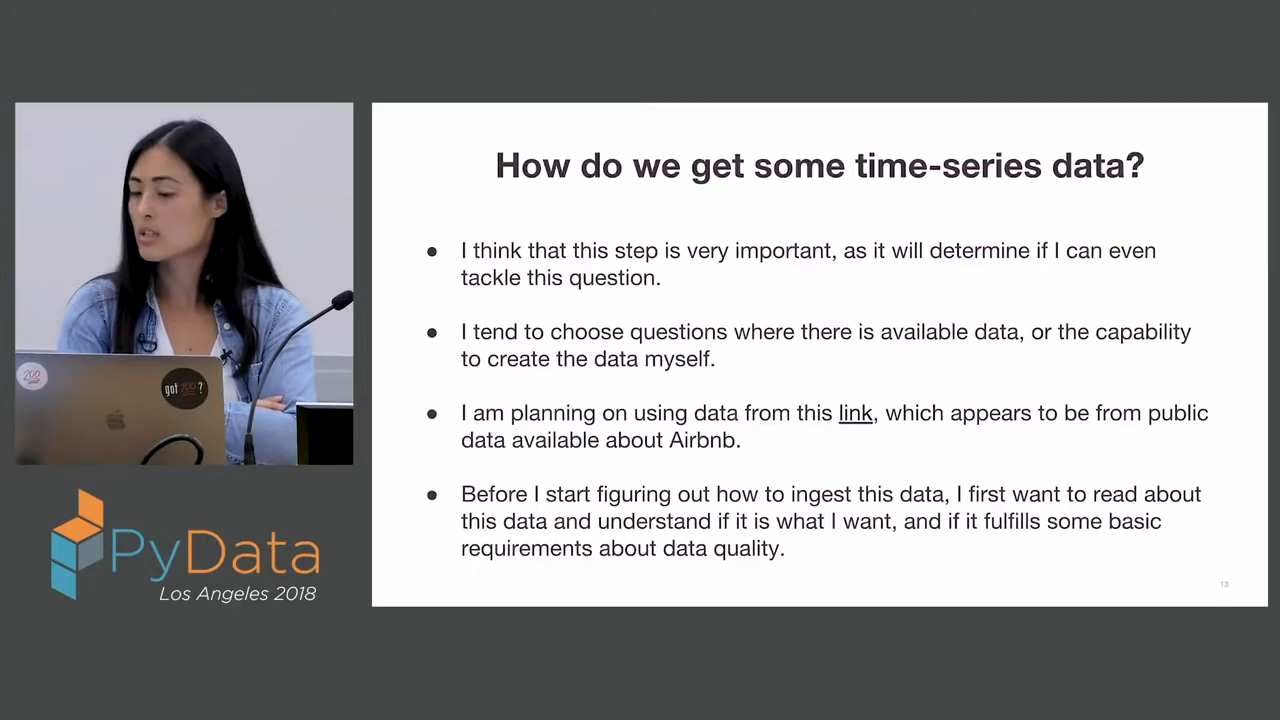 How do we get some time-series data?
● I think that this step is very important, as it will determine if I can even
tackle this question.
● I tend to choose questions where there is available data, or the capability
to create the data myself.
● I am planning on using data from this link, which appears to be from public
data available about Airbnb.
● Before I start figuring out how to ingest this data, I first want to read about
this data and understand if it is what I want, and if it fulfills some basic
requirements about data quality.
13
200
got 200 ?
PyData
Los Angeles 2018